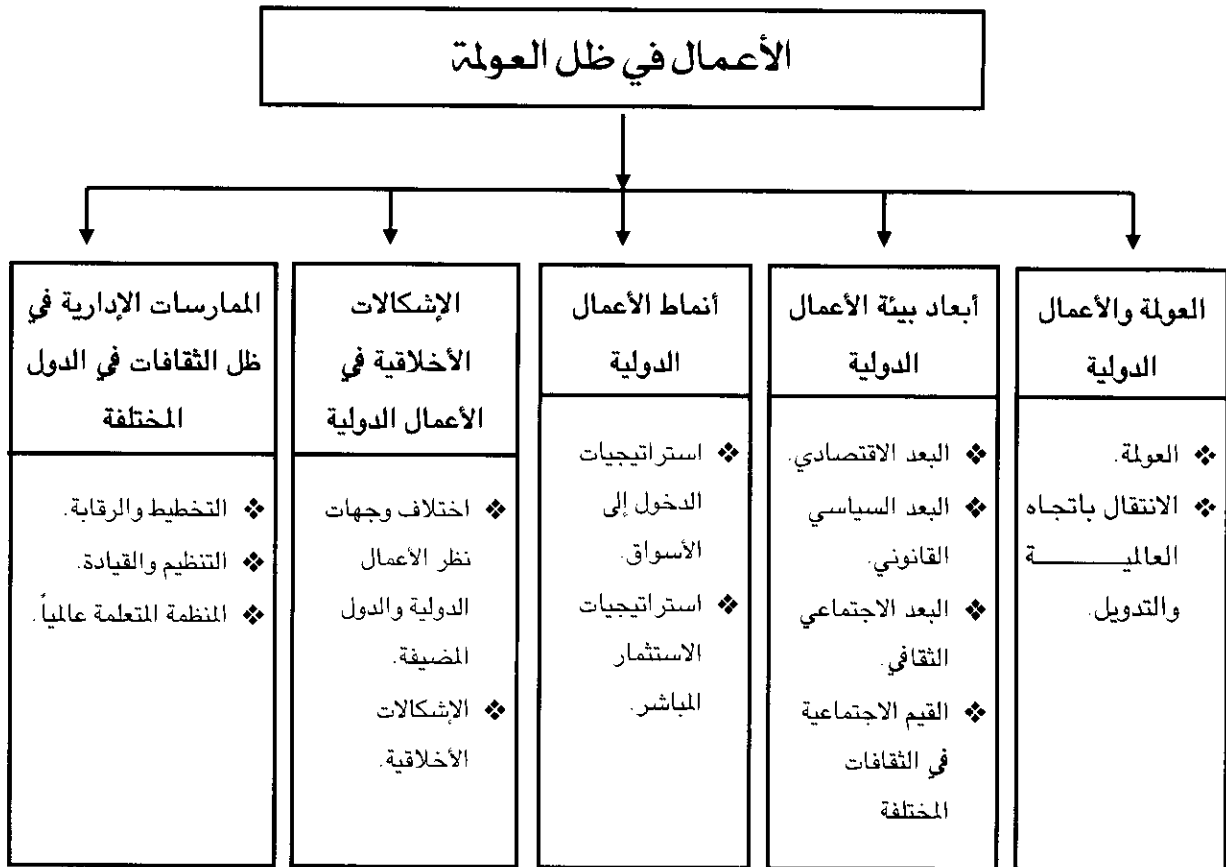 الأعمال في ظل العولمة
العولمة والأعمال
الدولية
❖ العولمة.
❖ الانتقال باتجاه
العالميـــــــــة
والتدويل.
أبعاد بيئة الأعمال
الدولية
❖ البعد الاقتصادي.
❖ البعد السياسي
القانوني.
❖ البعد الاجتماعي
الثقافي.
❖ القيم الاجتماعية
في الثقافات
المختلفة
أنماط الأعمال
الدولية
❖ استراتيجيات
الدخول إلى
الأسواق.
❖ استراتيجيات
الاستثمار
المباشر.
الإشكالات
الأخلاقية في
الأعمال الدولية
❖ اختلاف وجهات
نظر الأعمال
الدولية والدول
المضيفة.
❖ الإشكالات
الأخلاقية.
الممارسات الإدارية في
ظل الثقافات في الدول
المختلفة
❖ التخطيط والرقابة.
❖ التنظيم والقيادة.
❖ المنظمة المتعلمة عالمياً.